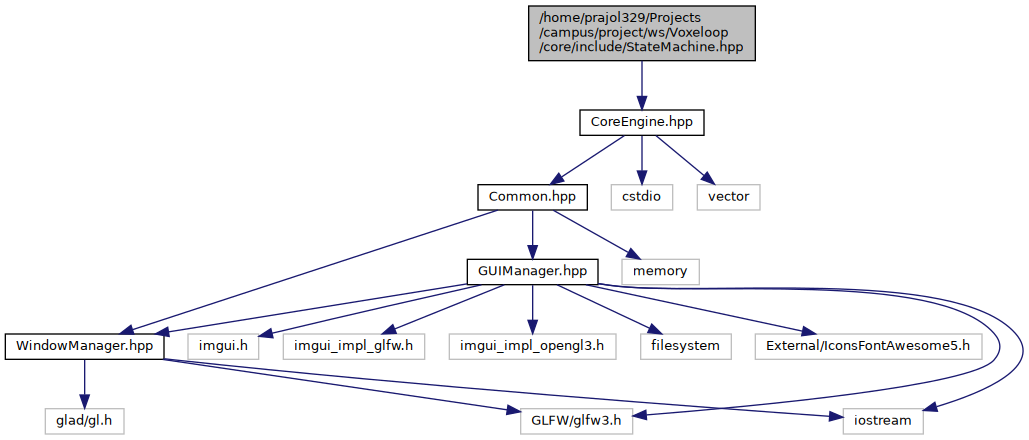 /home/prajol329/Projects
/campus/project/ws/Voxeloop
/core/include/StateMachine.hpp
CoreEngine.hpp
Common.hpp
cstdio
vector
GUIManager.hpp
memory
WindowManager.hpp
imgui.h
imgui_impl_glfw.h
imgui_impl_opengl3.h
filesystem
External/IconsFontAwesome5.h
glad/gl.h
GLFW/glfw3.h
iostream